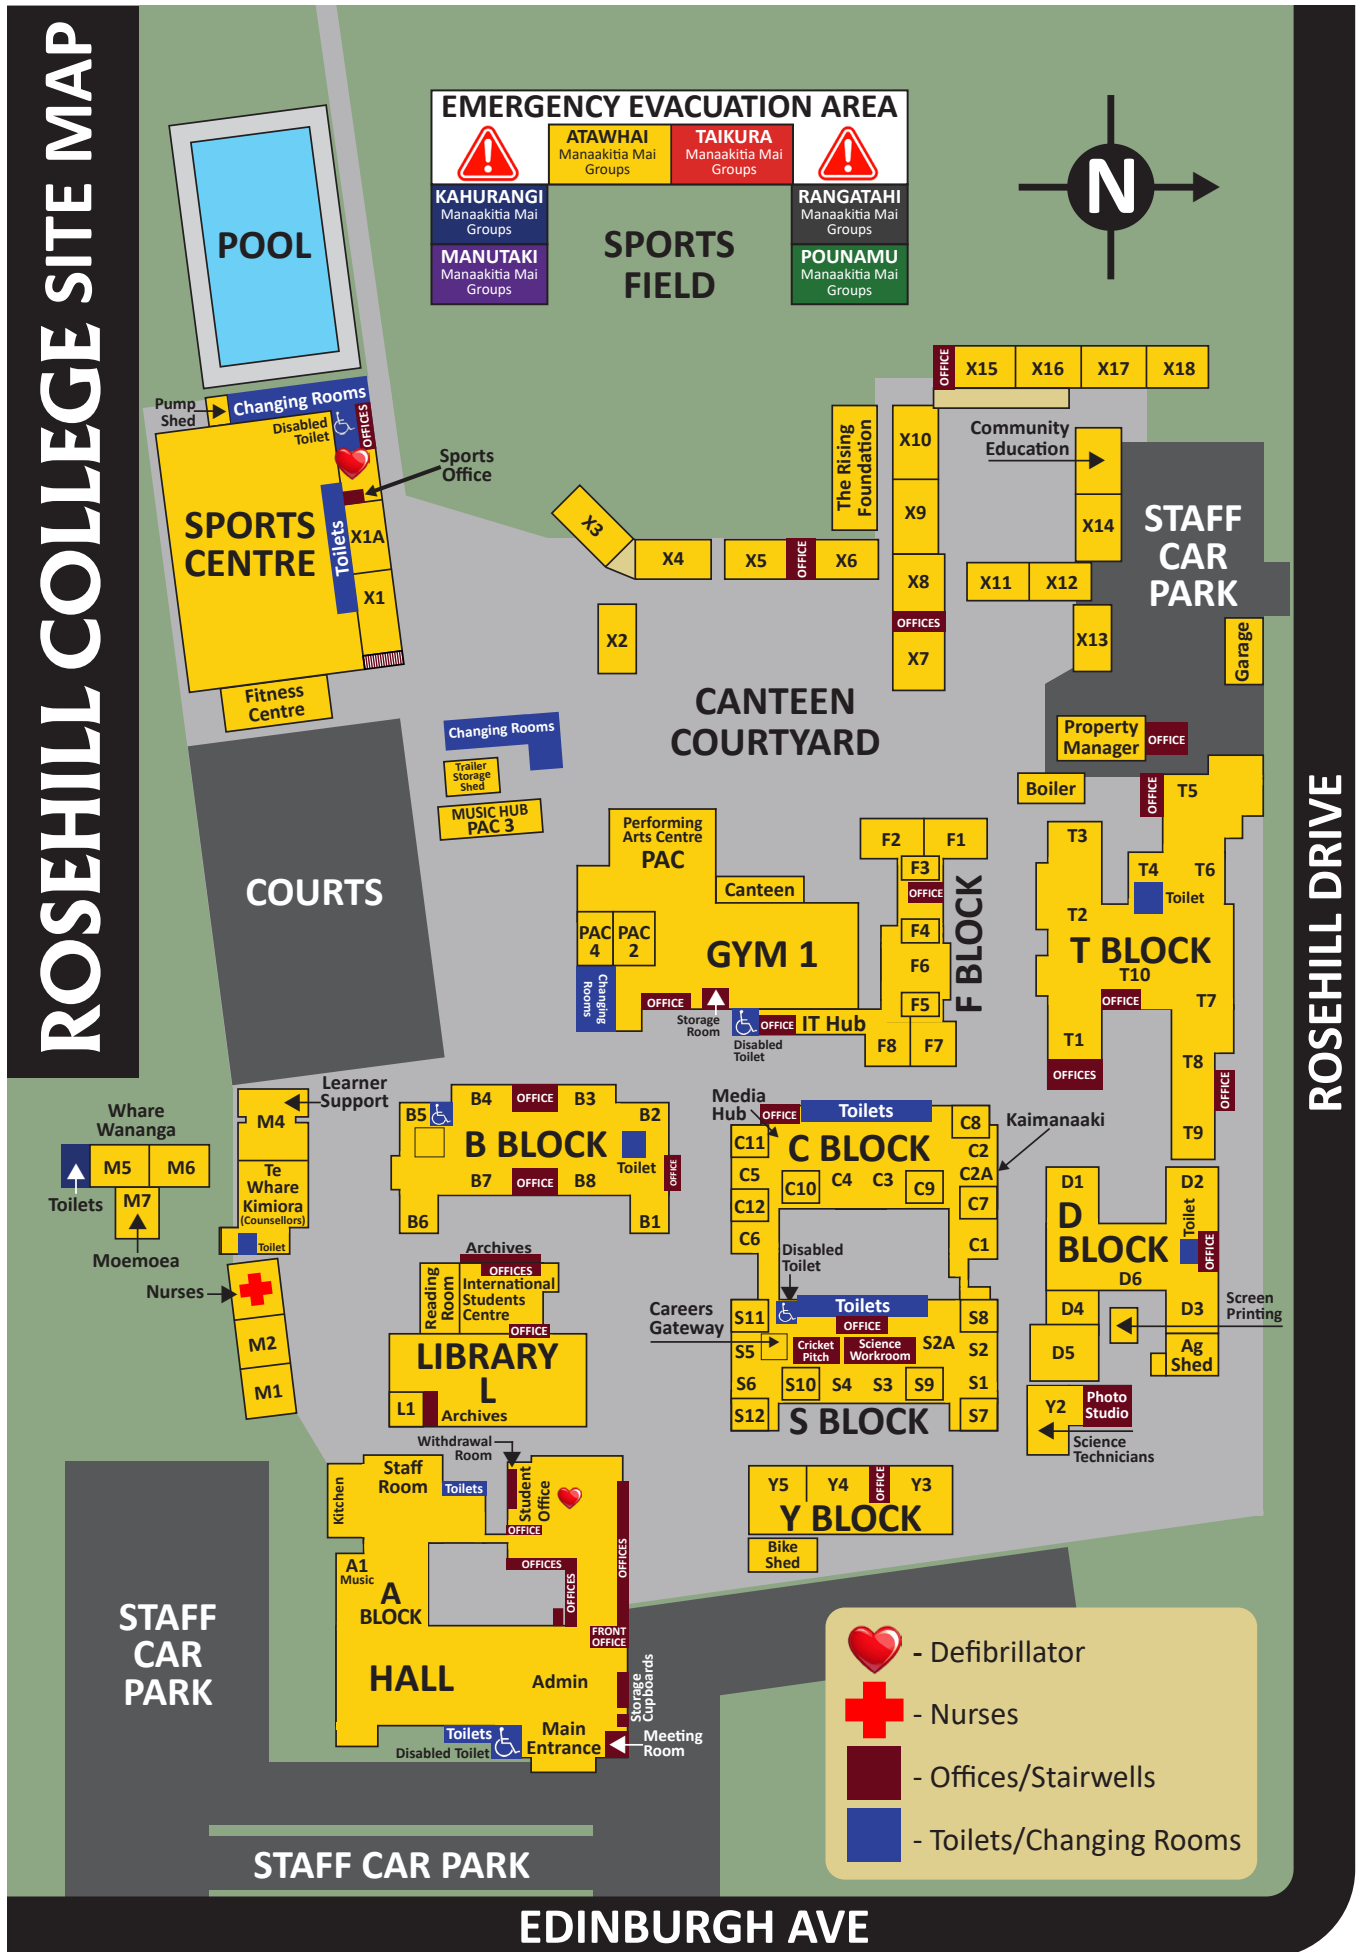 ROSEHILL COLLEGE SITE MAP
EMERGENCY EVACUATION AREA
ATAWHAI
Manaakitia Mai
Groups
TAIKURA
Manaakitia Mai
Groups
KAHURANGI
Manaakitia Mai
Groups
RANGATAHI
Manaakitia Mai
Groups
MANUTAKI
Manaakitia Mai
Groups
POUNAMU
Manaakitia Mai
Groups
SPORTS
FIELD
N
POOL
Pump
Shed
Changing Rooms
Disabled
Toilet
OFFICES
Sports
Office
SPORTS
CENTRE
Toilets
X1A
X1
Fitness
Centre
X3
X4
X5
OFFICE
X6
X2
The Rising
Foundation
X10
X9
X8
OFFICES
X7
OFFICE
X15
X16
X17
X18
Community
Education
X14
X11
X12
X13
STAFF
CAR
PARK
Garage
Property
Manager
OFFICE
Boiler
CANTEEN
COURTYARD
Changing Rooms
Trailer
Storage
Shed
MUSIC HUB
PAC 3
COURTS
Performing
Arts Centre
PAC
Canteen
PAC
4
PAC
2
GYM 1
Changing
Rooms
OFFICE
Storage
Room
Disabled
Toilet
OFFICE
IT Hub
F2
F1
F3
OFFICE
F4
F6
F5
F8
F7
F BLOCK
OFFICE
T5
T3
T4
T6
Toilet
T2
T BLOCK
T10
OFFICE
T7
T1
OFFICES
T8
OFFICE
T9
ROSEHILL DRIVE
Learner
Support
M4
Whare
Wananga
M5
M6
Toilets
M7
Moemoea
Te
Whare
Kimiora
(Counsellors)
Toilet
Nurses
M2
M1
B4
OFFICE
B3
B5
B2
B BLOCK
Toilet
B7
OFFICE
B8
OFFICE
B6
B1
Media
Hub
OFFICE
Toilets
C8
Kaimanaaki
C11
C BLOCK
C2
C5
C2A
C10
C4
C3
C9
C12
C7
C6
C1
D1
D2
D
BLOCK
Toilet
OFFICE
D6
D4
D3
Screen
Printing
D5
Ag
Shed
Y2
Photo
Studio
Science
Technicians
Archives
OFFICES
Reading
Room
International
Students
Centre
OFFICE
LIBRARY
L
L1
Archives
Disabled
Toilet
Careers
Gateway
S11
Toilets
OFFICE
S8
S5
Cricket
Pitch
Science
Workroom
S2A
S2
S6
S10
S4
S3
S9
S1
S12
S BLOCK
S7
Y5
Y4
OFFICE
Y3
Y BLOCK
Bike
Shed
Withdrawal
Room
Staff
Room
Kitchen
Toilets
Student
Office
OFFICE
OFFICES
OFFICES
OFFICES
A1
Music
A
BLOCK
FRONT
OFFICE
HALL
Admin
Storage
Cupboards
Toilets
Disabled Toilet
Main
Entrance
Meeting
Room
STAFF
CAR
PARK
STAFF CAR PARK
- Defibrillator
- Nurses
- Offices/Stairwells
- Toilets/Changing Rooms
EDINBURGH AVE